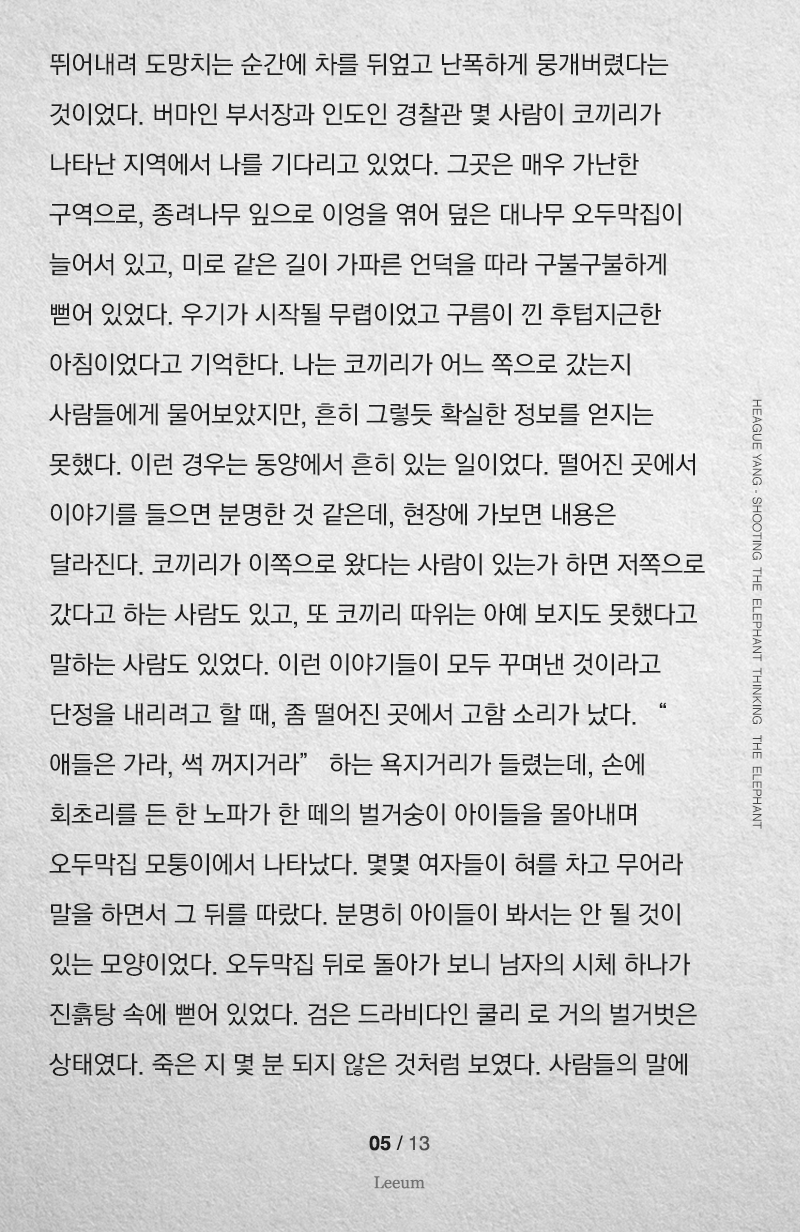 뛰어내려 도망치는 순간에 차를 뒤엎고 난폭하게 뭉개버렸다는
것이었다. 버마인 부서장과 인도인 경찰관 몇 사람이 코끼리가
나타난 지역에서 나를 기다리고 있었다. 그곳은 매우 가난한
구역으로, 종려나무 잎으로 이엉을 엮어 덮은 대나무 오두막집이
늘어서 있고, 미로 같은 길이 가파른 언덕을 따라 구불구불하게
뻗어 있었다. 우기가 시작될 무렵이었고 구름이 낀 후텁지근한
아침이었다고 기억한다. 나는 코끼리가 어느 쪽으로 갔는지
사람들에게 물어보았지만, 흔히 그렇듯 확실한 정보를 얻지는
못했다. 이런 경우는 동양에서 흔히 있는 일이었다. 떨어진 곳에서
이야기를 들으면 분명한 것 같은데, 현장에 가보면 내용은
달라진다. 코끼리가 이쪽으로 왔다는 사람이 있는가 하면 저쪽으로
갔다고 하는 사람도 있고, 또 코끼리 따위는 아예 보지도 못했다고
말하는 사람도 있었다. 이런 이야기들이 모두 꾸며낸 것이라고
단정을 내리려고 할 때, 좀 떨어진 곳에서 고함 소리가 났다. “
애들은 가라, 썩 꺼지거라” 하는 욕지거리가 들렸는데, 손에
회초리를 든 한 노파가 한 떼의 벌거숭이 아이들을 몰아내며
오두막집 모퉁이에서 나타났다. 몇몇 여자들이 혀를 차고 무어라
말을 하면서 그 뒤를 따랐다. 분명히 아이들이 봐서는 안 될 것이
있는 모양이었다. 오두막집 뒤로 돌아가 보니 남자의 시체 하나가
진흙탕 속에 뻗어 있었다. 검은 드라비다인 쿨리 로 거의 벌거벗은
상태였다. 죽은 지 몇 분 되지 않은 것처럼 보였다. 사람들의 말에
HEAGUE YANG - SHOOTING THE ELEPHANT THINKING THE ELEPHANT
05 / 13
Leeum